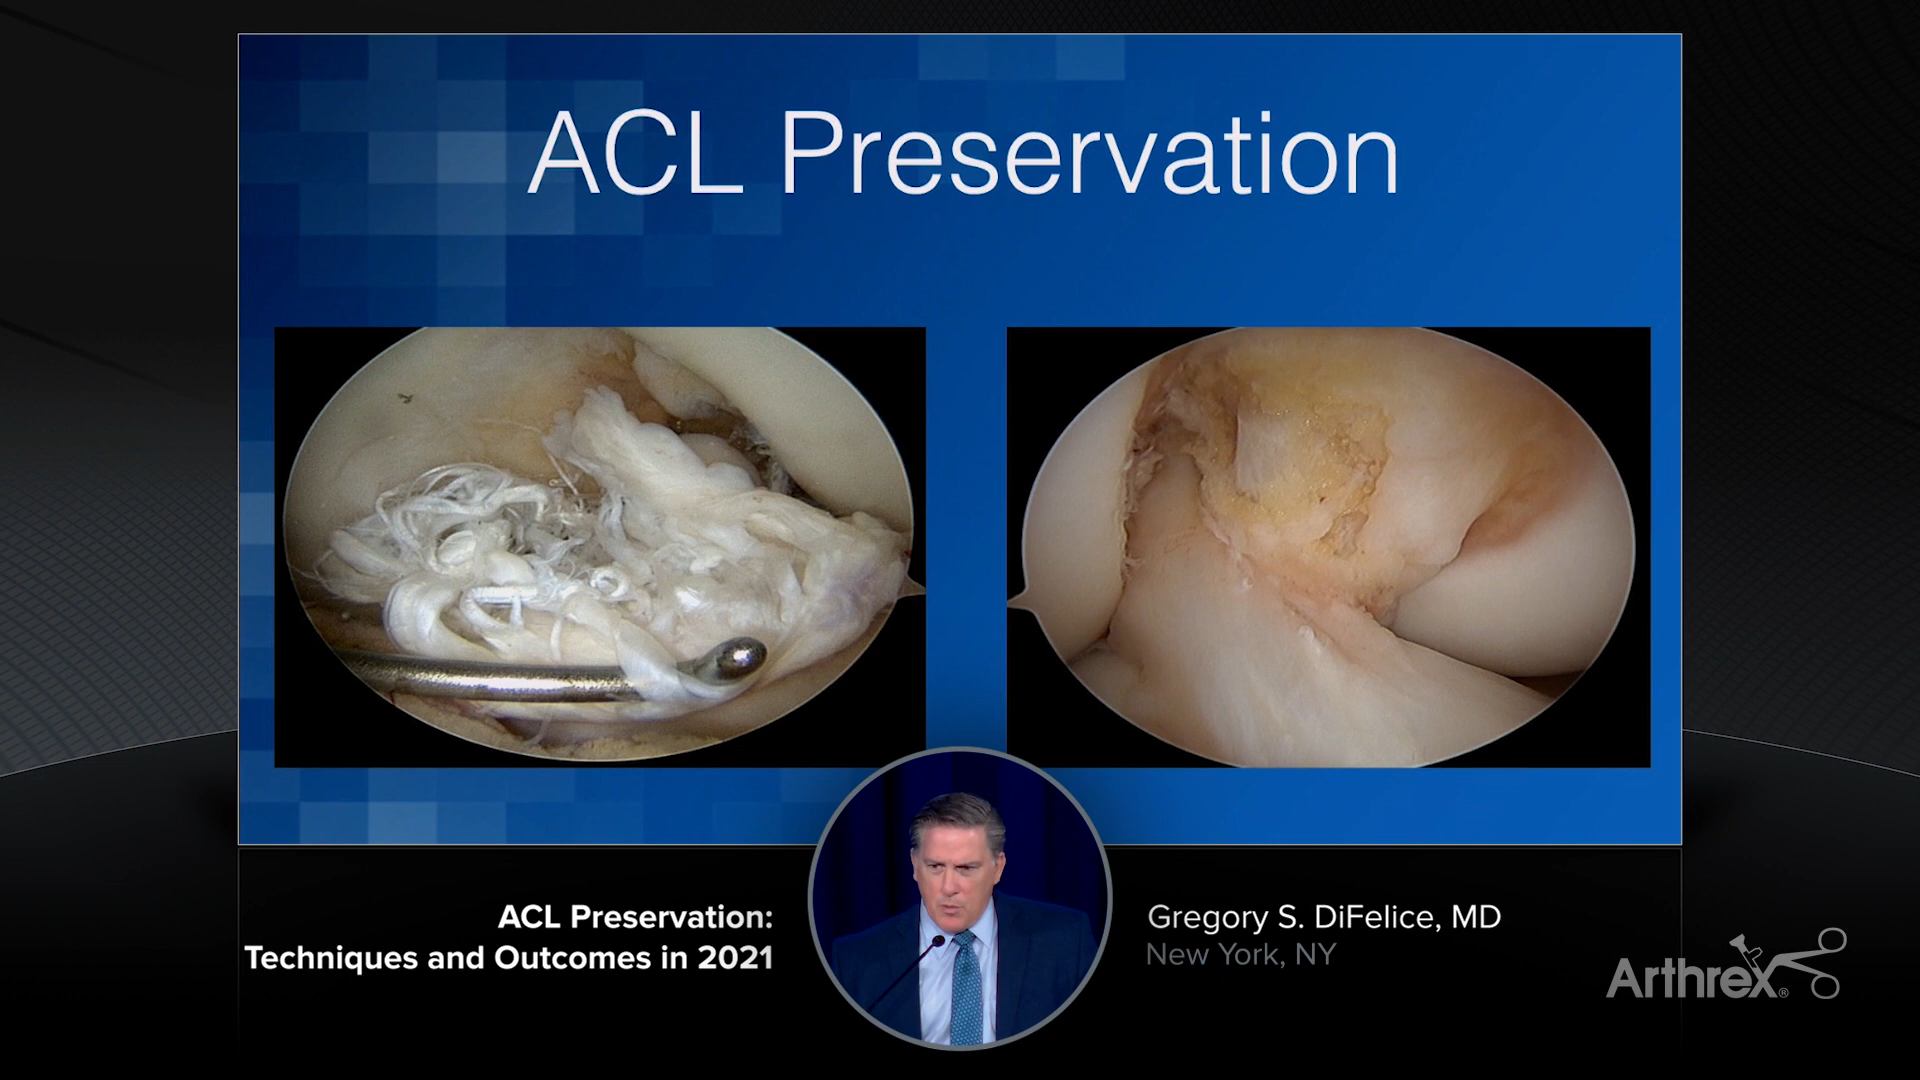 ACL Preservation
ACL Preservation:
Techniques and Outcomes in 2021
Gregory S. DiFelice, MD
New York, NY
Arthrex®